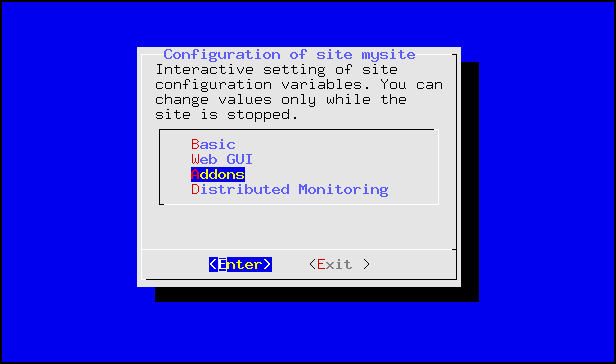 Configuration of site mysite
Interactive setting of site
configuration variables. You can
change values only while the
site is stopped.
Basic
Web GUI
Addons
Distributed Monitoring
<Enter> <Exit >